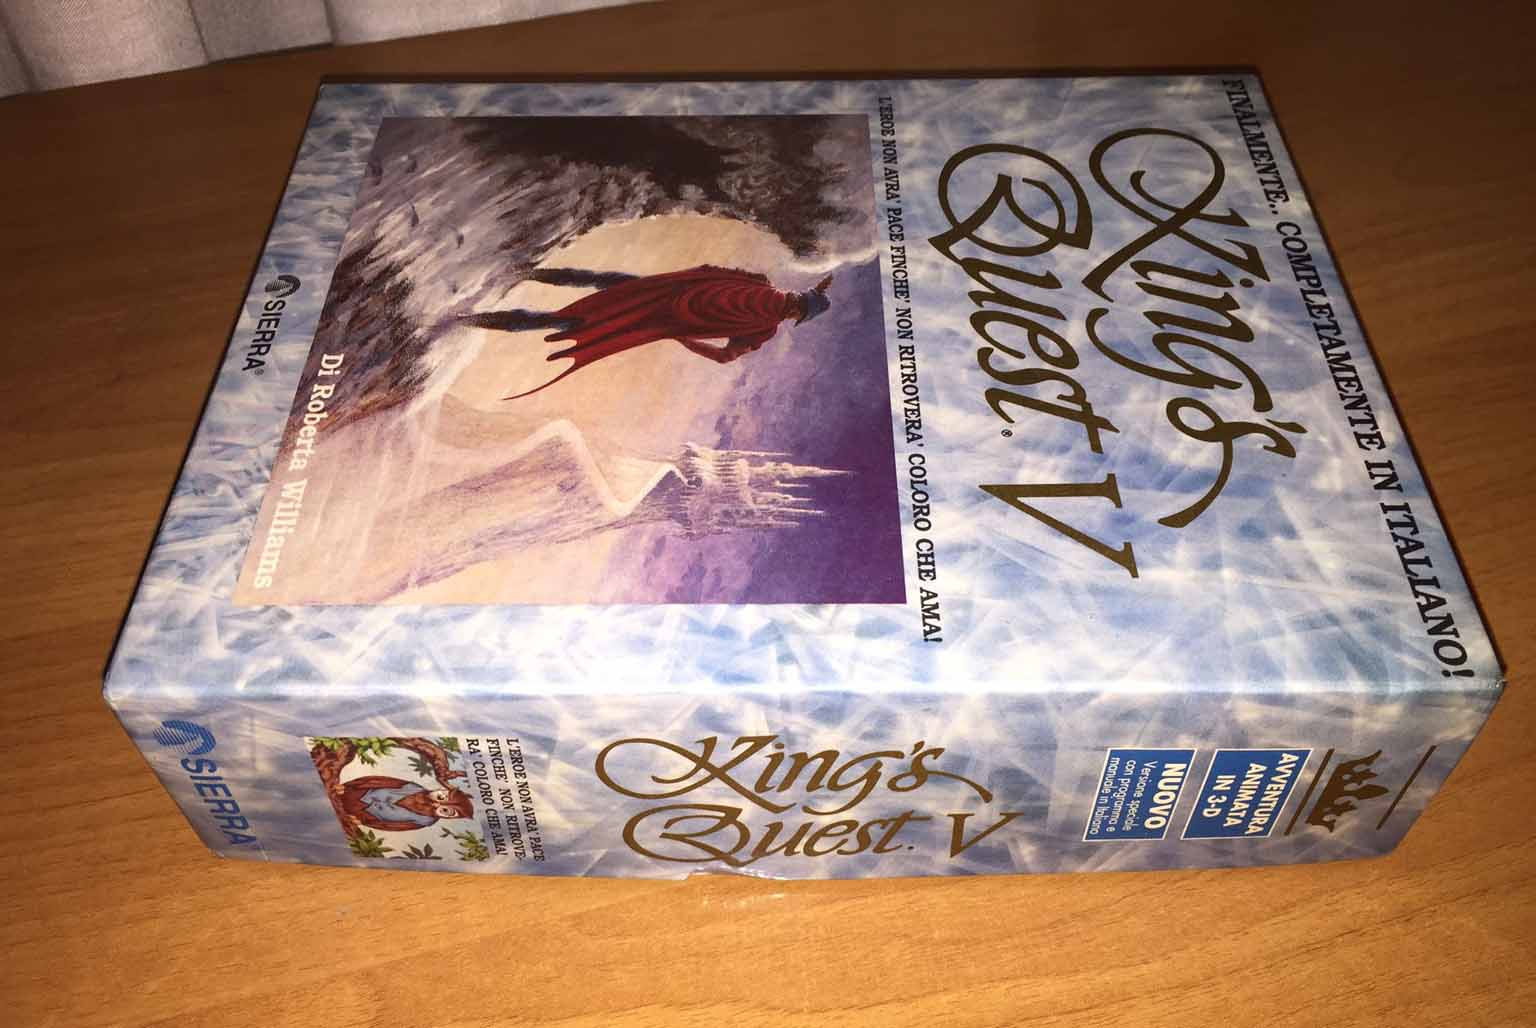 FINALMENTE.. COMPLETAMENTE IN ITALIANO!
King's
Quest® V
L'EROE NON AVRA' PACE FINCHE' NON RITROVERA' COLORO CHE AMA!
Di Roberta Williams
SIERRA®
AVVENTURA
ANIMATA
IN 3-D
NUOVO
Versione speciale
con programma e
manuale in italiano
King's
Quest. V
L'EROE NON AVRA' PACE
FINCHE' NON RITROVE-
RA' COLORO CHE AMA!
SIERRA